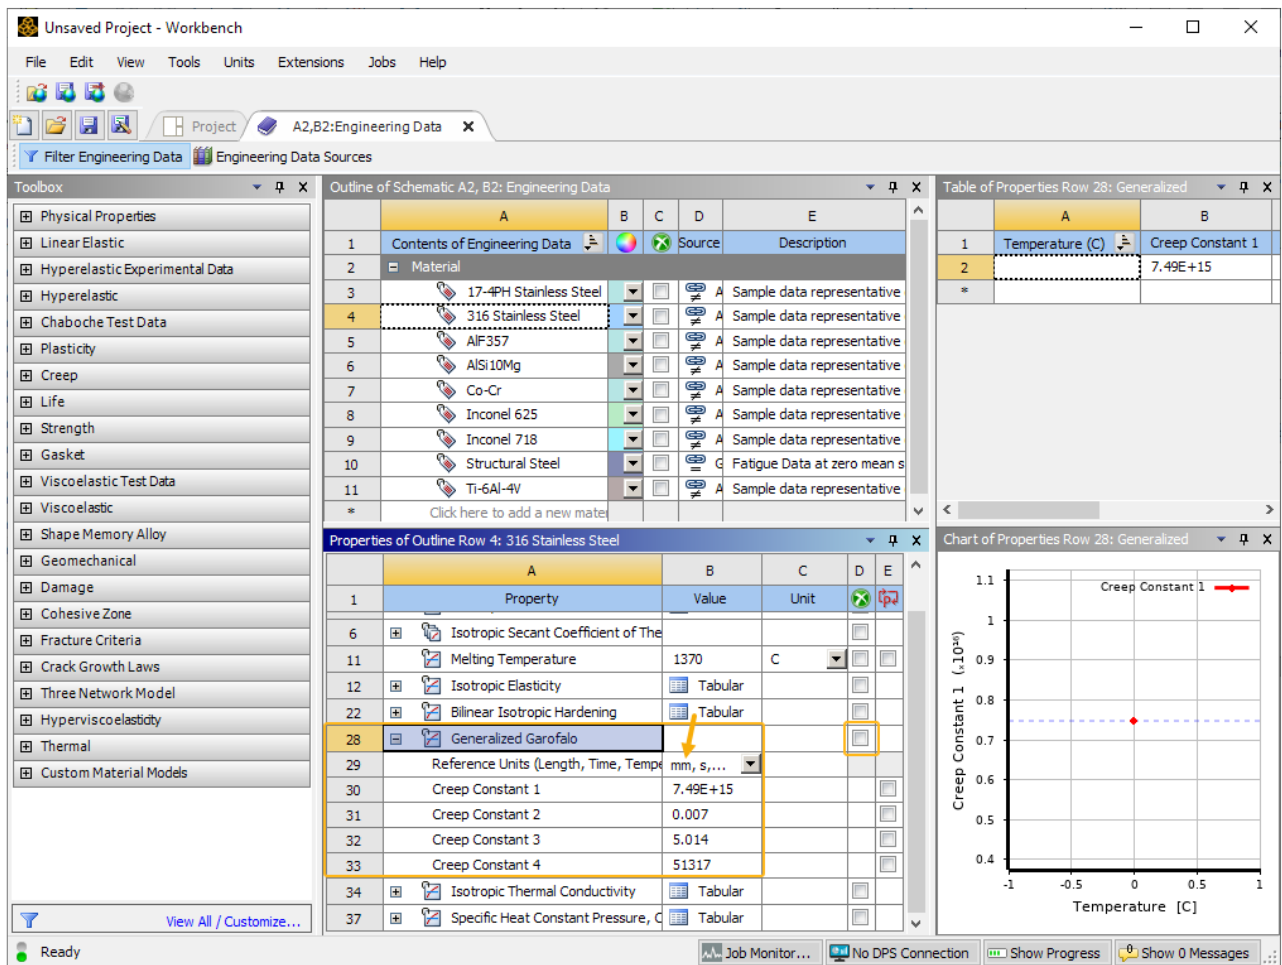 Unsaved Project - Workbench
File Edit View Tools Units Extensions Jobs Help
Project A2,B2:Engineering Data
Filter Engineering Data Engineering Data Sources
Toolbox
Physical Properties
Linear Elastic
Hyperelastic Experimental Data
Hyperelastic
Chaboche Test Data
Plasticity
Creep
Life
Strength
Gasket
Viscoelastic Test Data
Viscoelastic
Shape Memory Alloy
Geomechanical
Damage
Cohesive Zone
Fracture Criteria
Crack Growth Laws
Three Network Model
Hyperviscoelasticity
Thermal
Custom Material Models
View All / Customize...
Outline of Schematic A2, B2: Engineering Data
A B C D E
1 Contents of Engineering Data Source Description
2 Material
3 17-4PH Stainless Steel A Sample data representative
4 316 Stainless Steel A Sample data representative
5 AlF357 A Sample data representative
6 AlSi10Mg A Sample data representative
7 Co-Cr A Sample data representative
8 Inconel 625 A Sample data representative
9 Inconel 718 A Sample data representative
10 Structural Steel G Fatigue Data at zero mean s
11 Ti-6Al-4V A Sample data representative
* Click here to add a new mater
Properties of Outline Row 4: 316 Stainless Steel
A B C D E
1 Property Value Unit
6 Isotropic Secant Coefficient of The
11 Melting Temperature 1370 C
12 Isotropic Elasticity Tabular
22 Bilinear Isotropic Hardening Tabular
28 Generalized Garofalo
29 Reference Units (Length, Time, Tempe mm, s,...
30 Creep Constant 1 7.49E+15
31 Creep Constant 2 0.007
32 Creep Constant 3 5.014
33 Creep Constant 4 51317
34 Isotropic Thermal Conductivity Tabular
37 Specific Heat Constant Pressure, C Tabular
Table of Properties Row 28: Generalized
A B
1 Temperature (C) Creep Constant 1
2 7.49E+15
*
Chart of Properties Row 28: Generalized
Creep Constant 1
1.1
1
0.9
0.8
0.7
0.6
0.5
0.4
Creep Constant 1 (x10¹⁶)
-1 -0.5 0 0.5 1
Temperature [C]
Ready Job Monitor... No DPS Connection Show Progress Show 0 Messages